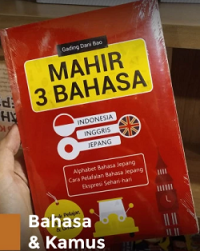 Gading Dani Bao
MAHIR
3 BAHASA
INDONESIA
INGGRIS
JEPANG
Alphabet Bahasa Jepang
Cara Pelafalan Bahasa Jepang
Ekspresi Sehari-hari
Bahasa
& Kamus